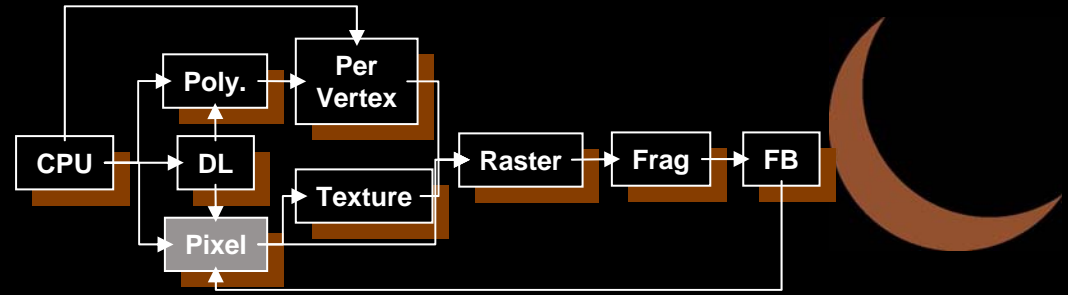 Per
Vertex
Poly.
CPU
DL
Raster
Frag
FB
Texture
Pixel